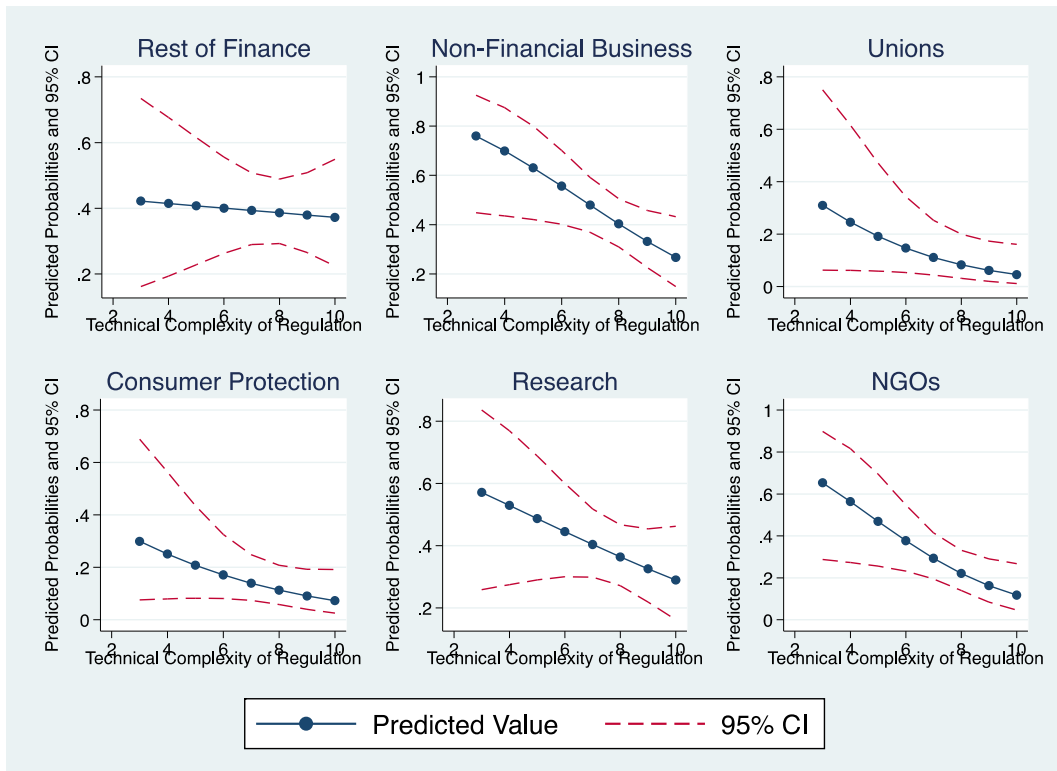 Rest of Finance
Predicted Probabilities and 95% CI
.8
.6
.4
.2
2 4 6 8 10
Technical Complexity of Regulation
Non-Financial Business
Predicted Probabilities and 95% CI
1
.8
.6
.4
.2
2 4 6 8 10
Technical Complexity of Regulation
Unions
Predicted Probabilities and 95% CI
.8
.6
.4
.2
0
2 4 6 8 10
Technical Complexity of Regulation
Consumer Protection
Predicted Probabilities and 95% CI
.8
.6
.4
.2
0
2 4 6 8 10
Technical Complexity of Regulation
Research
Predicted Probabilities and 95% CI
.8
.6
.4
.2
2 4 6 8 10
Technical Complexity of Regulation
NGOs
Predicted Probabilities and 95% CI
1
.8
.6
.4
.2
0
2 4 6 8 10
Technical Complexity of Regulation
Predicted Value 95% CI